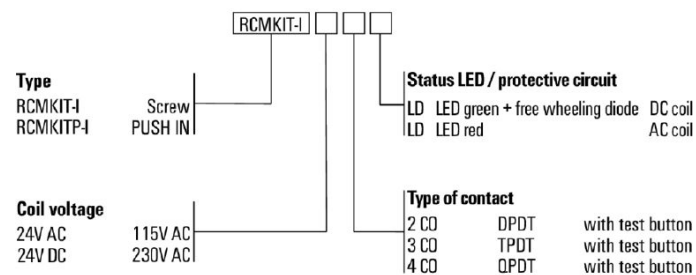 RCMKIT-I
Type
RCMKIT-I Screw
RCMKITP-I PUSH IN
Status LED / protective circuit
LD LED green + free wheeling diode DC coil
LD LED red AC coil
Coil voltage
24V AC 115V AC
24V DC 230V AC
Type of contact
2 CO DPDT with test button
3 CO TPDT with test button
4 CO QPDT with test button